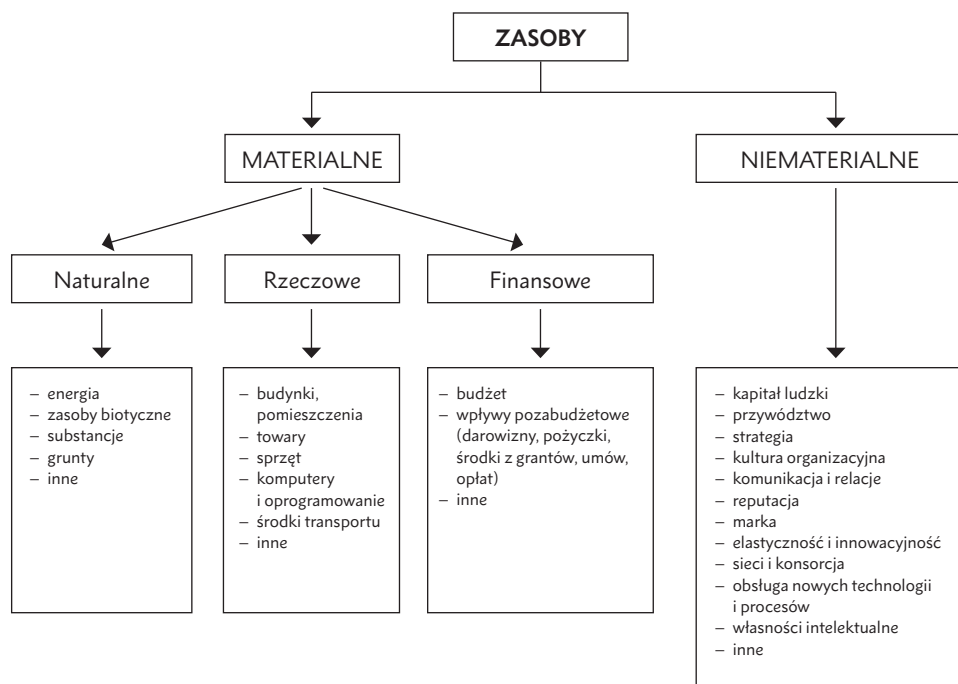 ZASOBY
MATERIALNE
NIEMATERIALNE
Naturalne
Rzeczowe
Finansowe
– energia
– zasoby biotyczne
– substancje
– grunty
– inne
– budynki,
pomieszczenia
– towary
– sprzęt
– komputery
i oprogramowanie
– środki transportu
– inne
– budżet
– wpływy pozabudżetowe
(darowizny, pożyczki,
środki z grantów, umów,
opłat)
– inne
– kapitał ludzki
– przywództwo
– strategia
– kultura organizacyjna
– komunikacja i relacje
– reputacja
– marka
– elastyczność i innowacyjność
– sieci i konsorcja
– obsługa nowych technologii
i procesów
– własności intelektualne
– inne